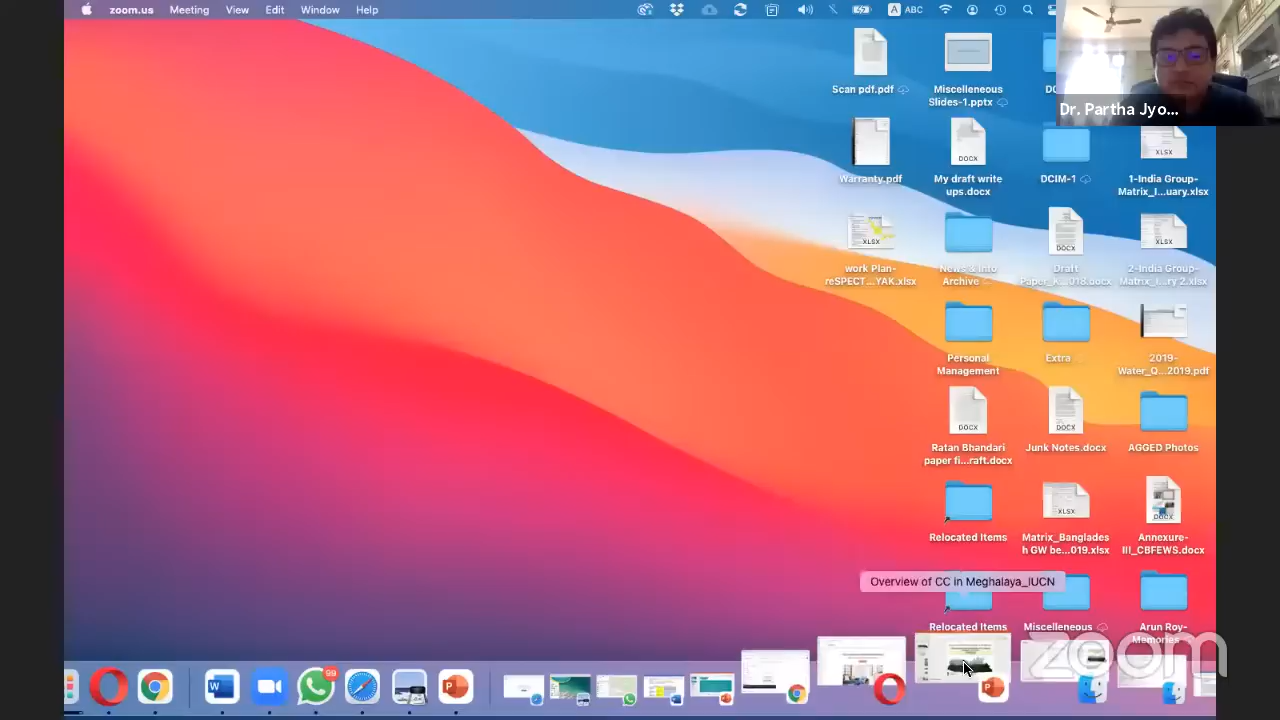 zoom.us Meeting View Edit Window Help
ABC
Dr. Partha Jyo...
Scan pdf.pdf
Miscellaneous
Slides-1.pptx
Warranty.pdf
DOCX
My draft write
ups.docx
DCIM-1
XLSX
1-India Group-
Matrix_I...uary.xlsx
XLSX
work Plan-
reSPECT...YAK.xlsx
News & Info
Archive
DOCX
Draft
Paper_K...018.docx
XLSX
2-India Group-
Matrix_I...ry 2.xlsx
Personal
Management
Extra
2019-
Water_Q...2019.pdf
DOCX
Ratan Bhandari
paper fi...raft.docx
DOCX
Junk Notes.docx
AGGED Photos
Relocated Items
XLSX
Matrix_Banglades
h GW be...019.xlsx
DOCX
Annexure-
III_CBFEWS.docx
Overview of CC in Meghalaya_IUCN
Relocated Items
Miscellaneous
Arun Roy-
Memories
zoom
99